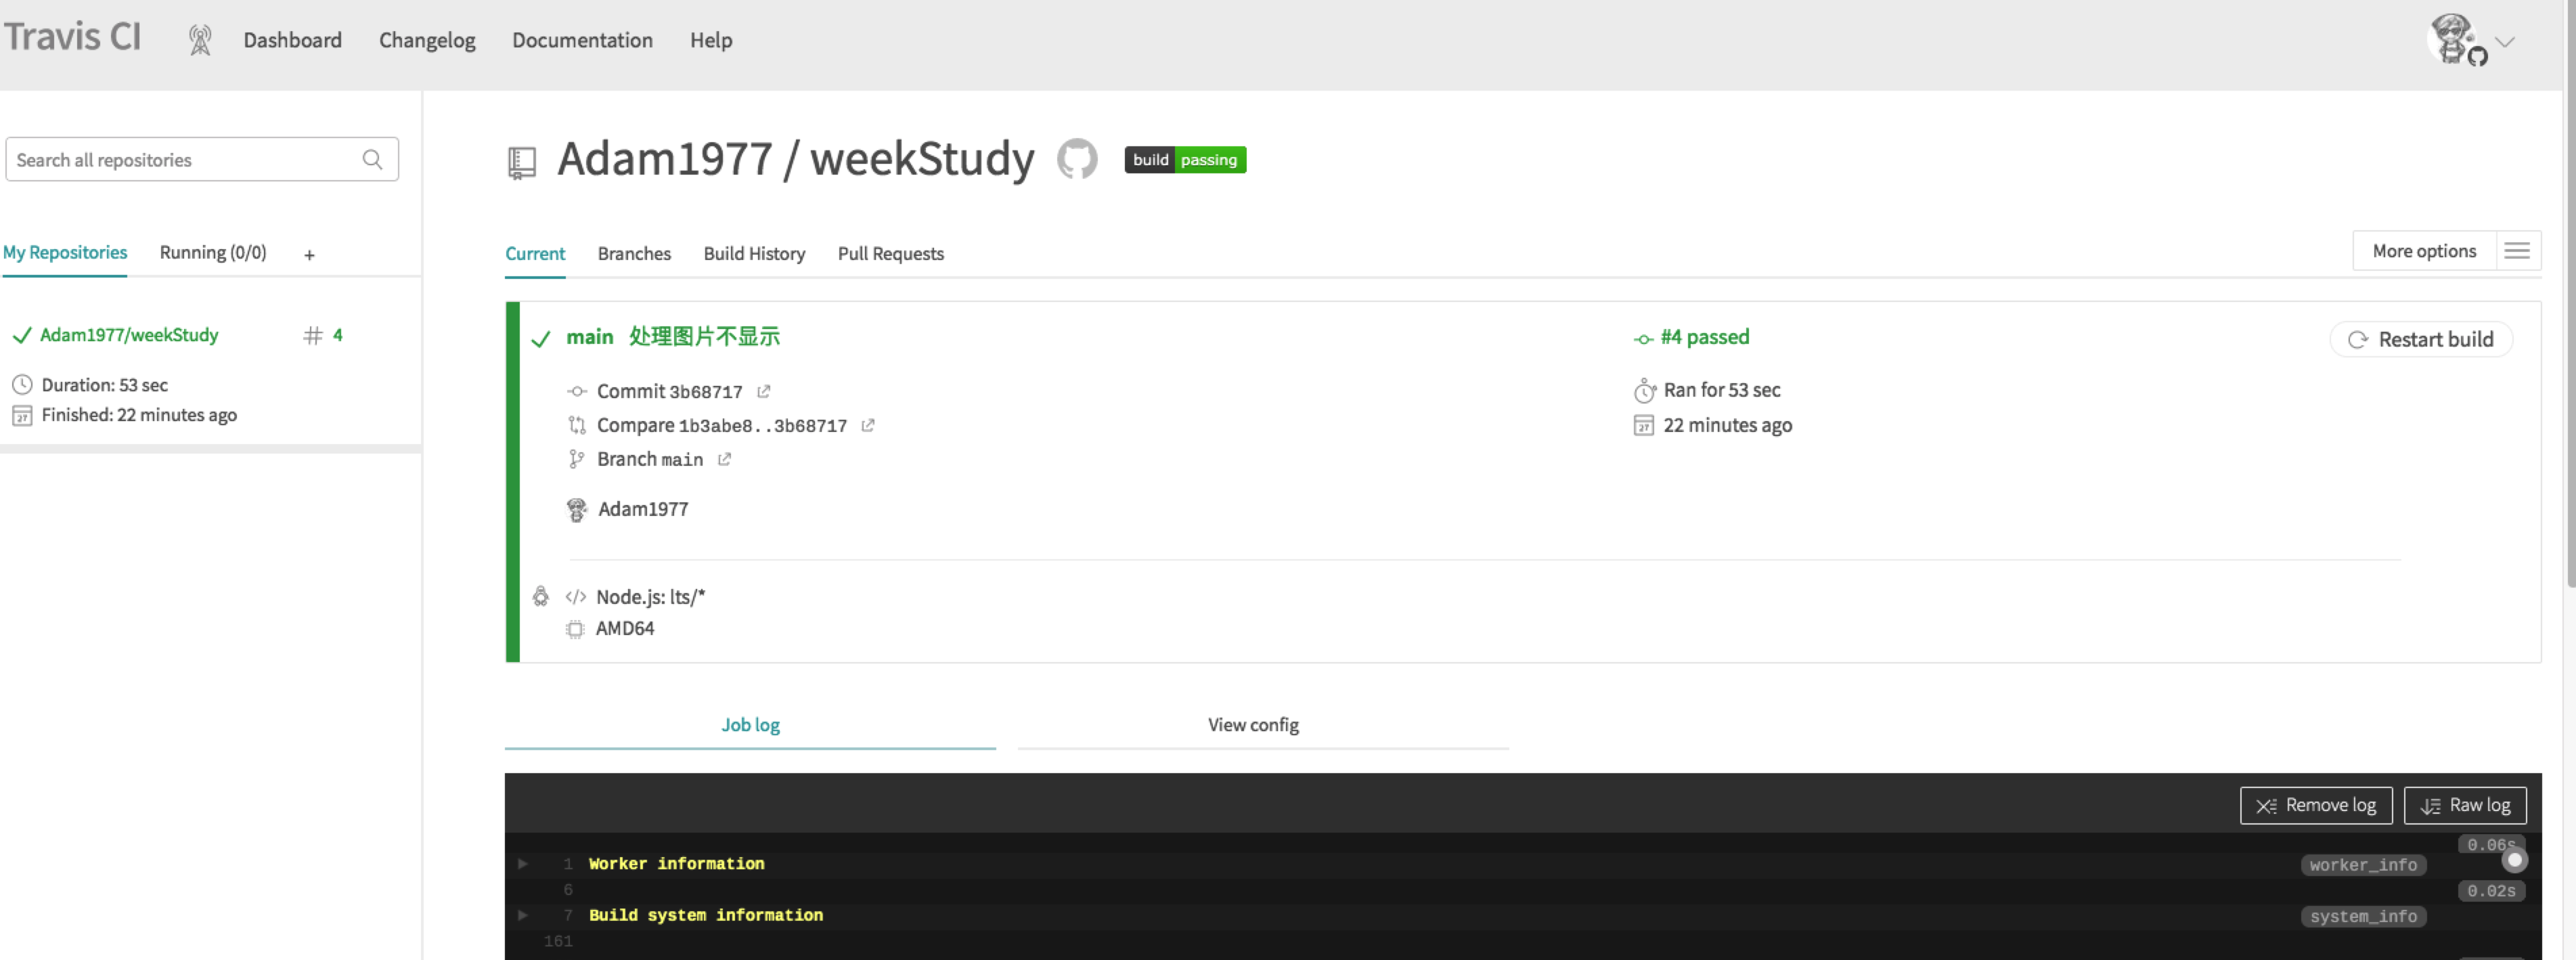 Travis CI
Dashboard Changelog Documentation Help
Search all repositories
My Repositories Running (0/0) +
Adam1977/weekStudy # 4
Duration: 53 sec
Finished: 22 minutes ago
Adam1977 / weekStudy build passing
Current Branches Build History Pull Requests
More options
main 处理图片不显示
Commit 3b68717
Compare 1b3abe8..3b68717
Branch main
Adam1977
#4 passed
Ran for 53 sec
22 minutes ago
Restart build
Node.js: lts/*
AMD64
Job log View config
Remove log Raw log
0.06s
1 Worker information worker_info
6 0.02s
7 Build system information system_info
161